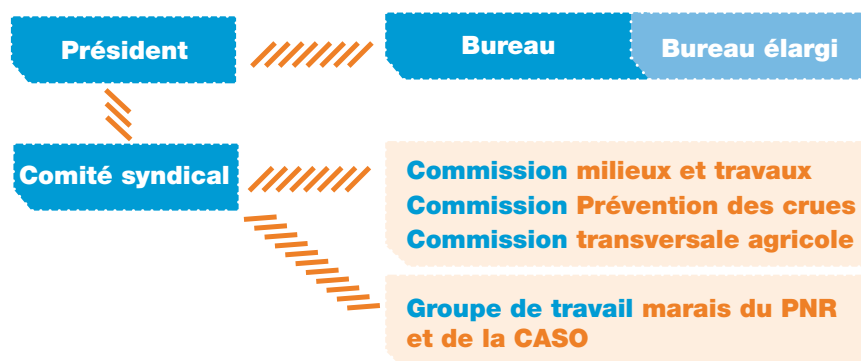 Président
Bureau
Bureau élargi
Comité syndical
Commission milieux et travaux
Commission Prévention des crues
Commission transversale agricole
Groupe de travail marais du PNR
et de la CASO